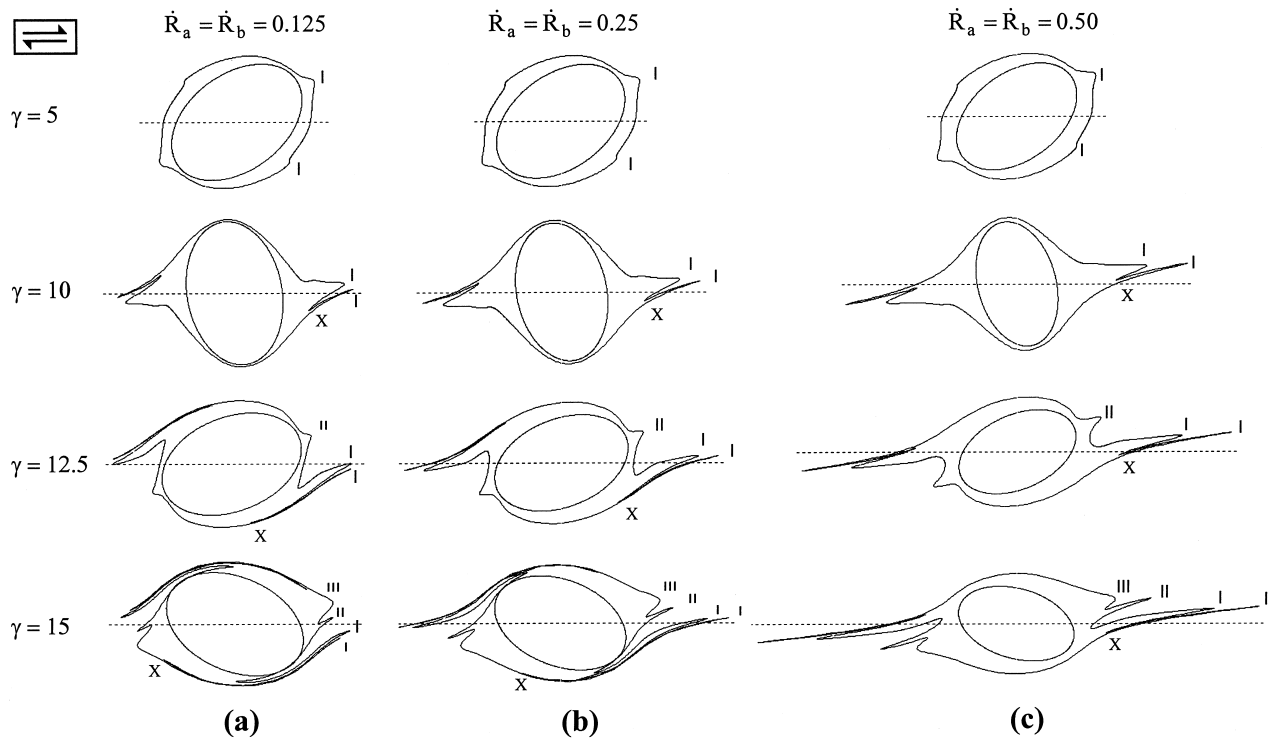 Ṙa = Ṙb = 0.125 Ṙa = Ṙb = 0.25 Ṙa = Ṙb = 0.50
I I I
γ = 5
I I I
I I I I
γ = 10
I
X X X
II II II
I I I I I
γ = 12.5
I
X X X
III III III
II II II
I I I I
γ = 15
I
X X X
(a) (b) (c)